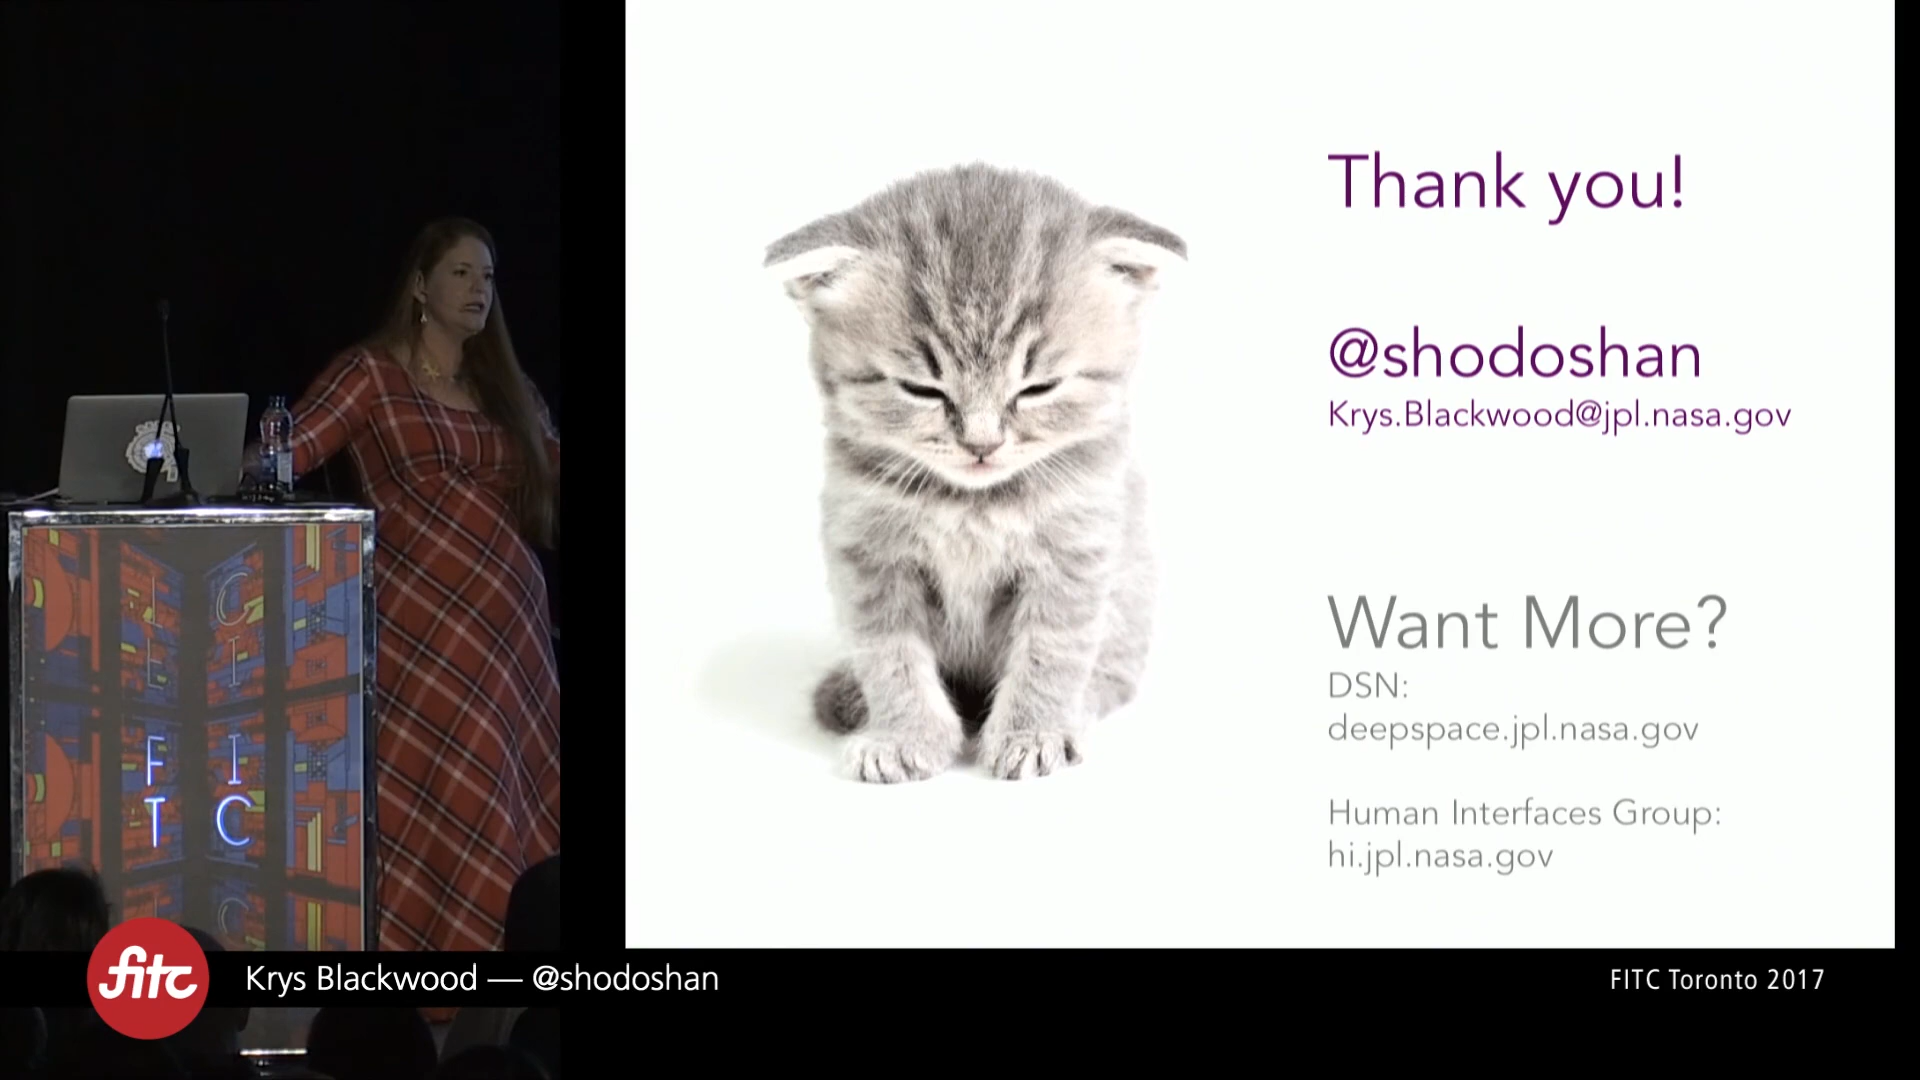 Thank you!
@shodoshan
Krys.Blackwood@jpl.nasa.gov
Want More?
DSN:
deepspace.jpl.nasa.gov
Human Interfaces Group:
hi.jpl.nasa.gov
F I
T C
fitc
Krys Blackwood — @shodoshan
FITC Toronto 2017